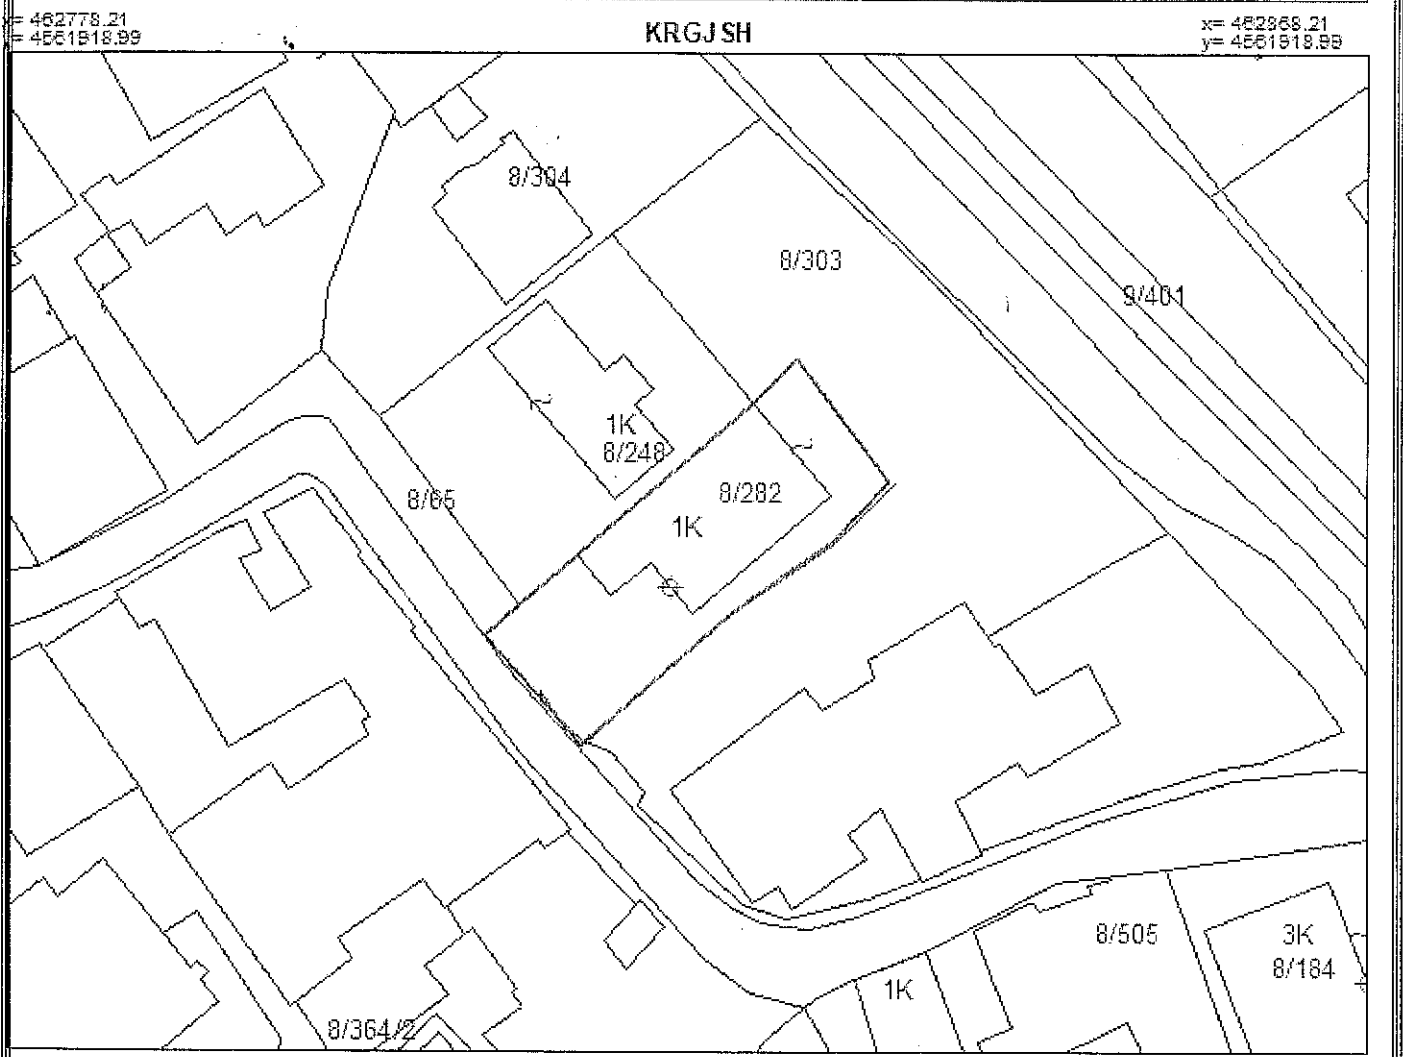 x= 462778.21
= 4561918.99
KRGJSH
x= 462868.21
y= 4561918.99
8/304
8/303
9/401
1K
8/248
8/65
8/282
1K
8/505
3K
8/184
1K
8/364/2